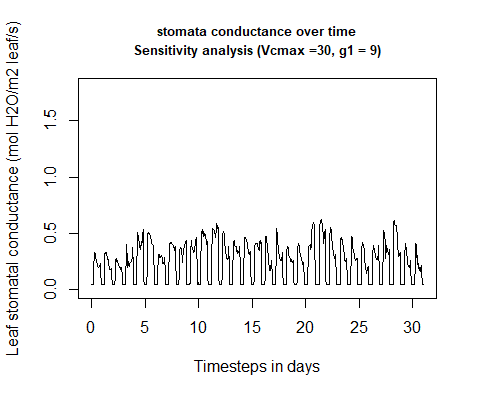 stomata conductance over time
Sensitivity analysis (Vcmax =30, g1 = 9)
Leaf stomatal conductance (mol H2O/m2 leaf/s)
1.5
1.0
0.5
0.0
0 5 10 15 20 25 30
Timesteps in days